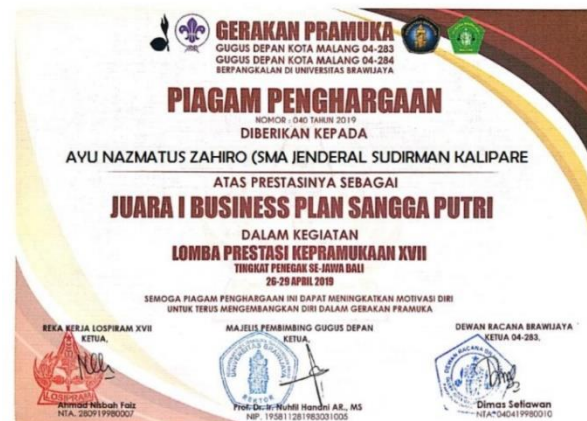 GERAKAN PRAMUKA
GUGUS DEPAN KOTA MALANG 04-283
GUGUS DEPAN KOTA MALANG 04-284
BERPANGKALAN DI UNIVERSITAS BRAWIJAYA
PIAGAM PENGHARGAAN
NOMOR : 040 TAHUN 2019
DIBERIKAN KEPADA
AYU NAZMATUS ZAHIRO (SMA JENDERAL SUDIRMAN KALIPARE
ATAS PRESTASINYA SEBAGAI
JUARA I BUSINESS PLAN SANGGA PUTRI
DALAM KEGIATAN
LOMBA PRESTASI KEPRAMUKAAN XVII
TINGKAT PENEGAK SE-JAWA BALI
26-29 APRIL 2019
SEMOGA PIAGAM PENGHARGAAN INI DAPAT MENINGKATKAN MOTIVASI DIRI
UNTUK TERUS MENGEMBANGKAN DIRI DALAM GERAKAN PRAMUKA
REKA KERJA LOSPIRAM XVII
KETUA,
LOSPIRAM
Ahmad Nisbah Faiz
NTA. 280919980007
MAJELIS PEMBIMBING GUGUS DEPAN
KETUA,
UNIVERSITAS BRAWIJAYA
REKTOR
Prof. Dr. Ir. Nuhfil Hanani AR., MS
NIP. 195811281983031005
DEWAN RACANA BRAWIJAYA
KETUA 04-283,
Dimas Setiawan
NTA. 040419980010